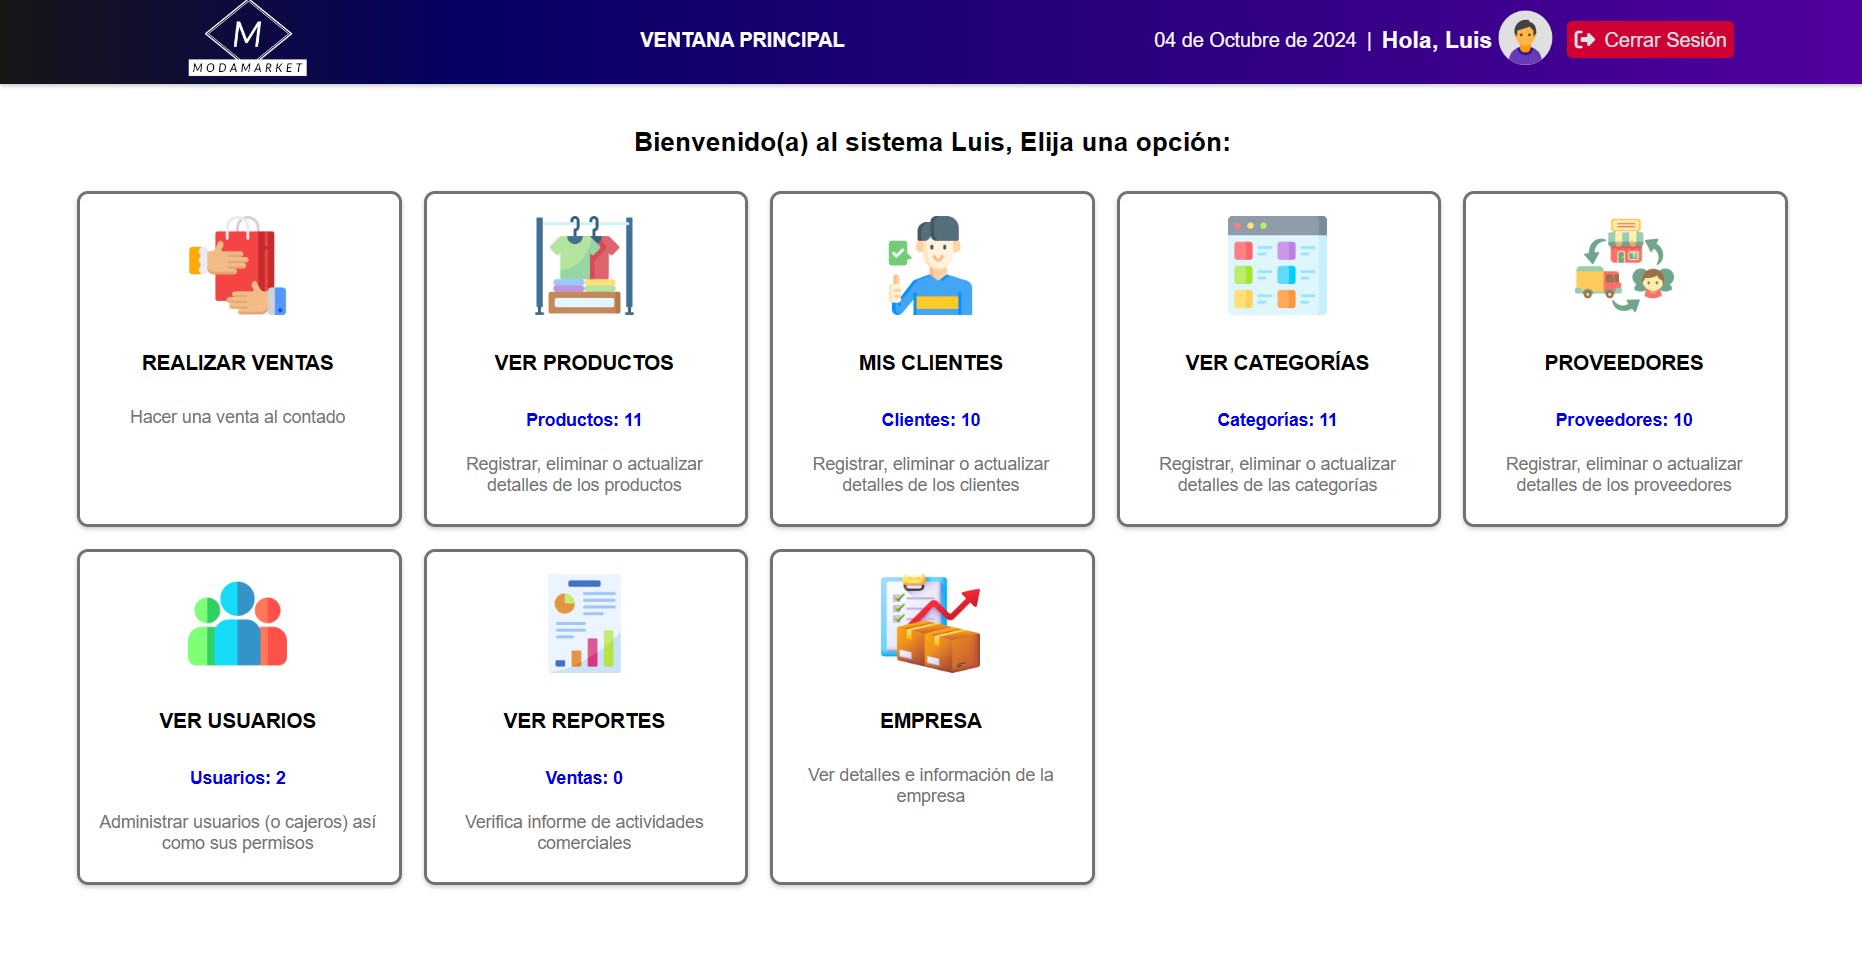 M
MODAMARKET
VENTANA PRINCIPAL
04 de Octubre de 2024 | Hola, Luis
Cerrar Sesión
Bienvenido(a) al sistema Luis, Elija una opción:
REALIZAR VENTAS
Hacer una venta al contado
VER PRODUCTOS
Productos: 11
Registrar, eliminar o actualizar
detalles de los productos
MIS CLIENTES
Clientes: 10
Registrar, eliminar o actualizar
detalles de los clientes
VER CATEGORÍAS
Categorías: 11
Registrar, eliminar o actualizar
detalles de las categorías
PROVEEDORES
Proveedores: 10
Registrar, eliminar o actualizar
detalles de los proveedores
VER USUARIOS
Usuarios: 2
Administrar usuarios (o cajeros) así
como sus permisos
VER REPORTES
Ventas: 0
Verifica informe de actividades
comerciales
EMPRESA
Ver detalles e información de la
empresa